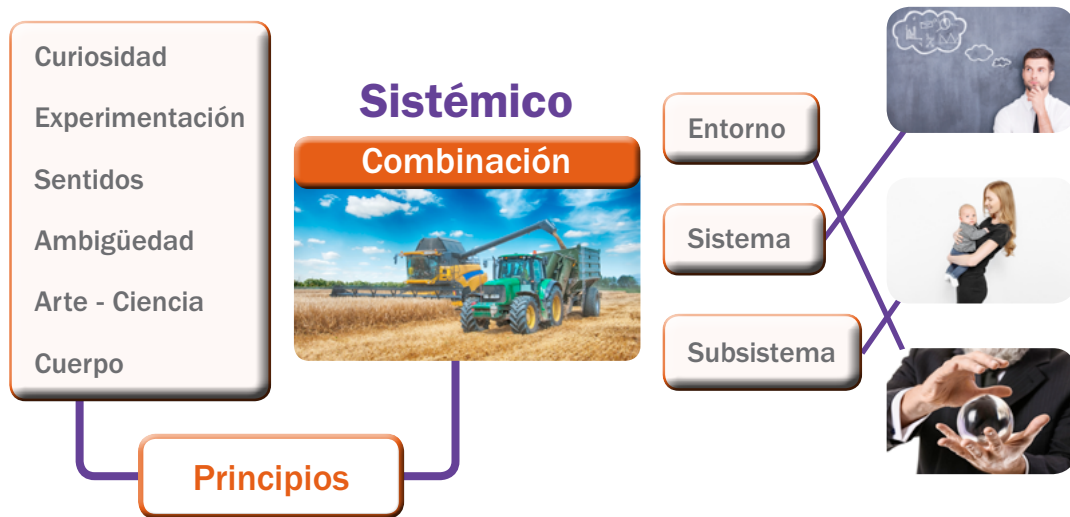 Curiosidad
Experimentación
Sentidos
Ambigüedad
Arte - Ciencia
Cuerpo
Principios
Sistémico
Combinación
Entorno
Sistema
Subsistema